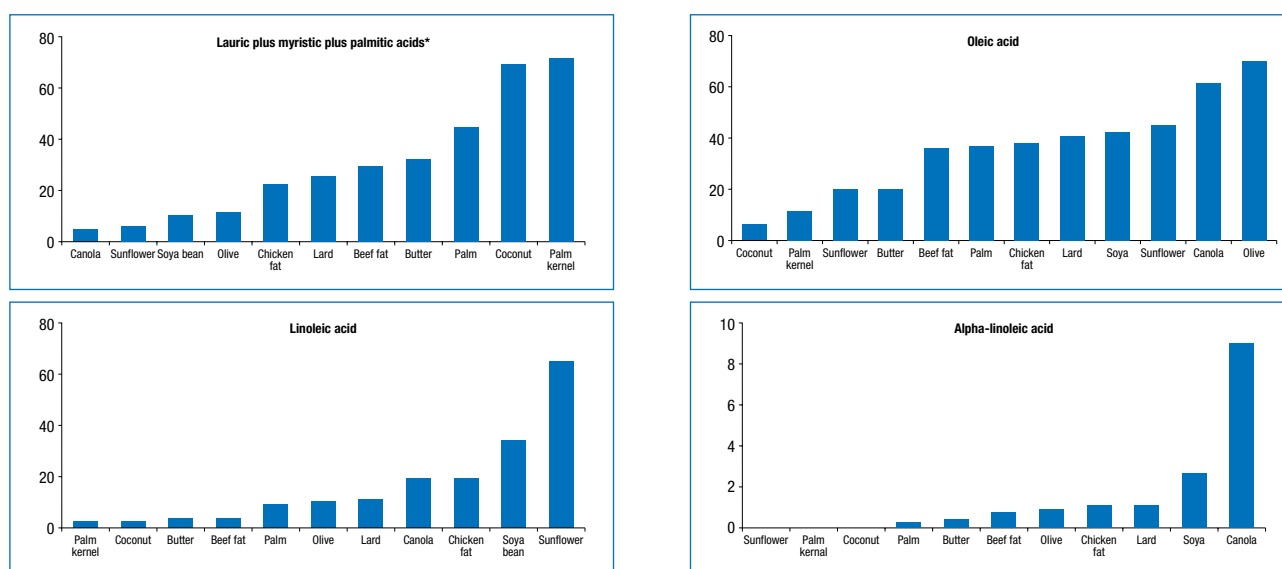 Lauric plus myristic plus palmitic acids*
80
60
40
20
0
Canola Sunflower Soya bean Olive Chicken fat Lard Beef fat Butter Palm Coconut Palm kernel
Oleic acid
80
60
40
20
0
Coconut Palm kernel Sunflower Butter Beef fat Palm Chicken fat Lard Soya Sunflower Canola Olive
Linoleic acid
80
60
40
20
0
Palm kernel Coconut Butter Beef fat Palm Olive Lard Canola Chicken fat Soya bean Sunflower
Alpha-linoleic acid
10
8
6
4
2
0
Sunflower Palm kernal Coconut Palm Butter Beef fat Olive Chicken fat Lard Soya Canola